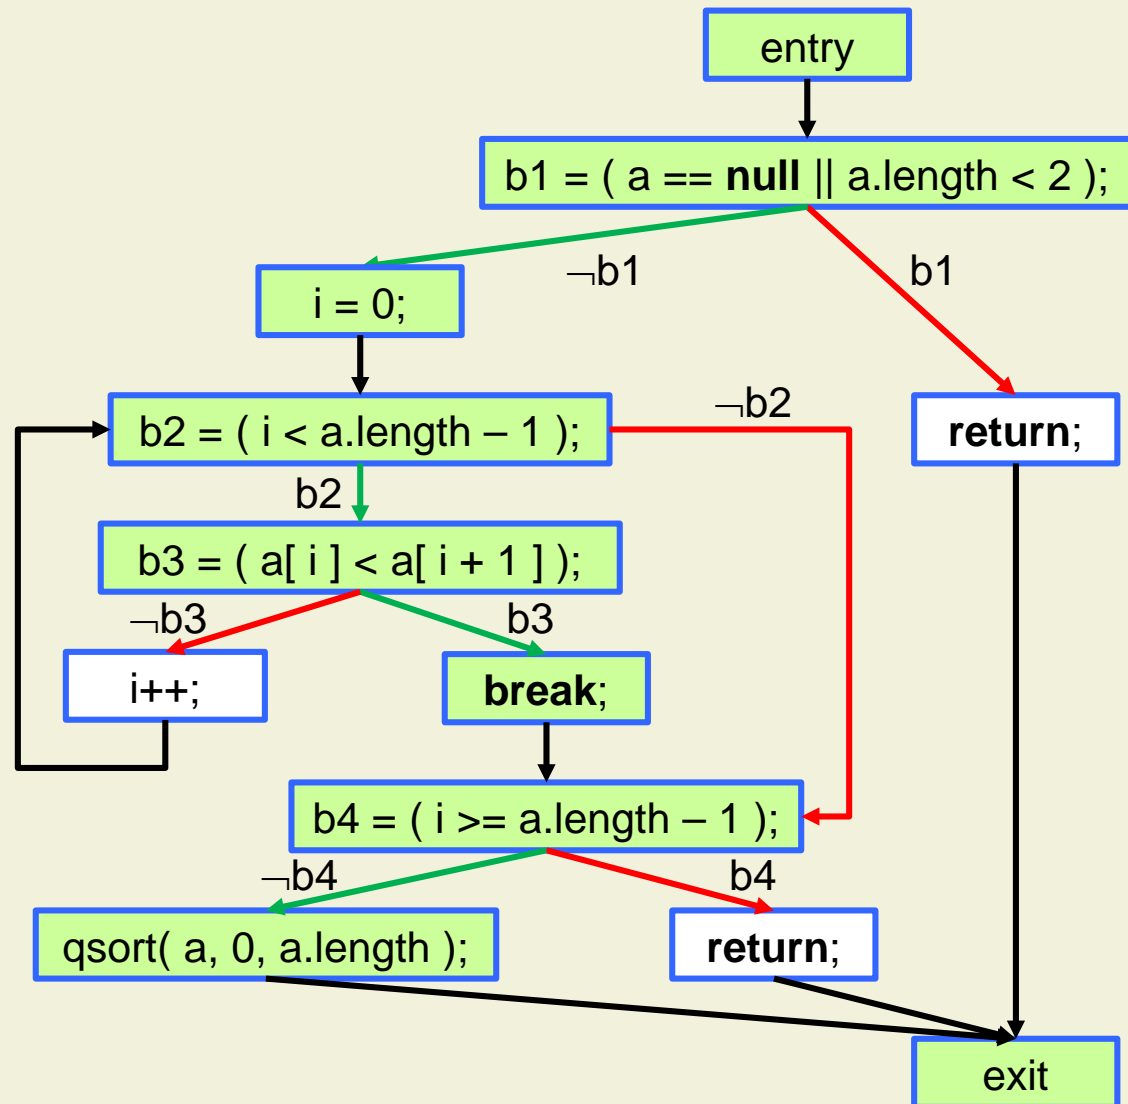 entry
b1 = ( a == null || a.length < 2 );
¬b1
b1
i = 0;
b2 = ( i < a.length – 1 );
¬b2
return;
b2
b3 = ( a[ i ] < a[ i + 1 ] );
¬b3
b3
i++;
break;
b4 = ( i >= a.length – 1 );
¬b4
b4
qsort( a, 0, a.length );
return;
exit